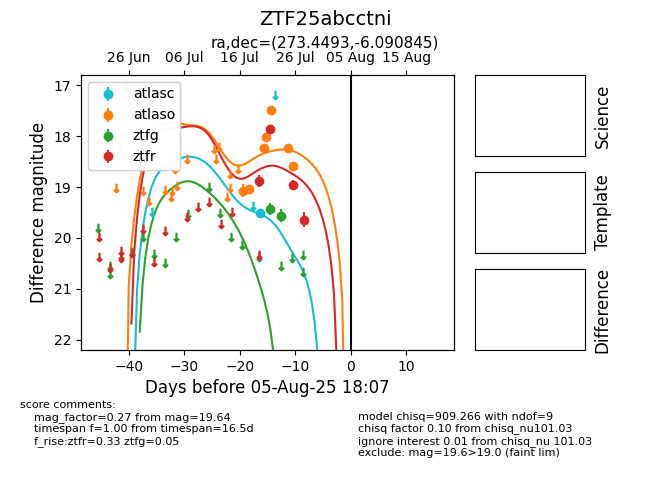 ZTF25abcctni
ra,dec=(273.4493,-6.090845)
26 Jun 06 Jul 16 Jul 26 Jul 05 Aug 15 Aug
17
18
19
20
21
22
Difference magnitude
atlasc
atlaso
ztfg
ztfr
−40 −30 −20 −10 0 10
Days before 05-Aug-25 18:07
Science
Template
Difference
score comments:
mag_factor=0.27 from mag=19.64
timespan f=1.00 from timespan=16.5d
f_rise:ztfr=0.33 ztfg=0.05
model chisq=909.266 with ndof=9
chisq factor 0.10 from chisq_nu101.03
ignore interest 0.01 from chisq_nu 101.03
exclude: mag=19.6>19.0 (faint lim)